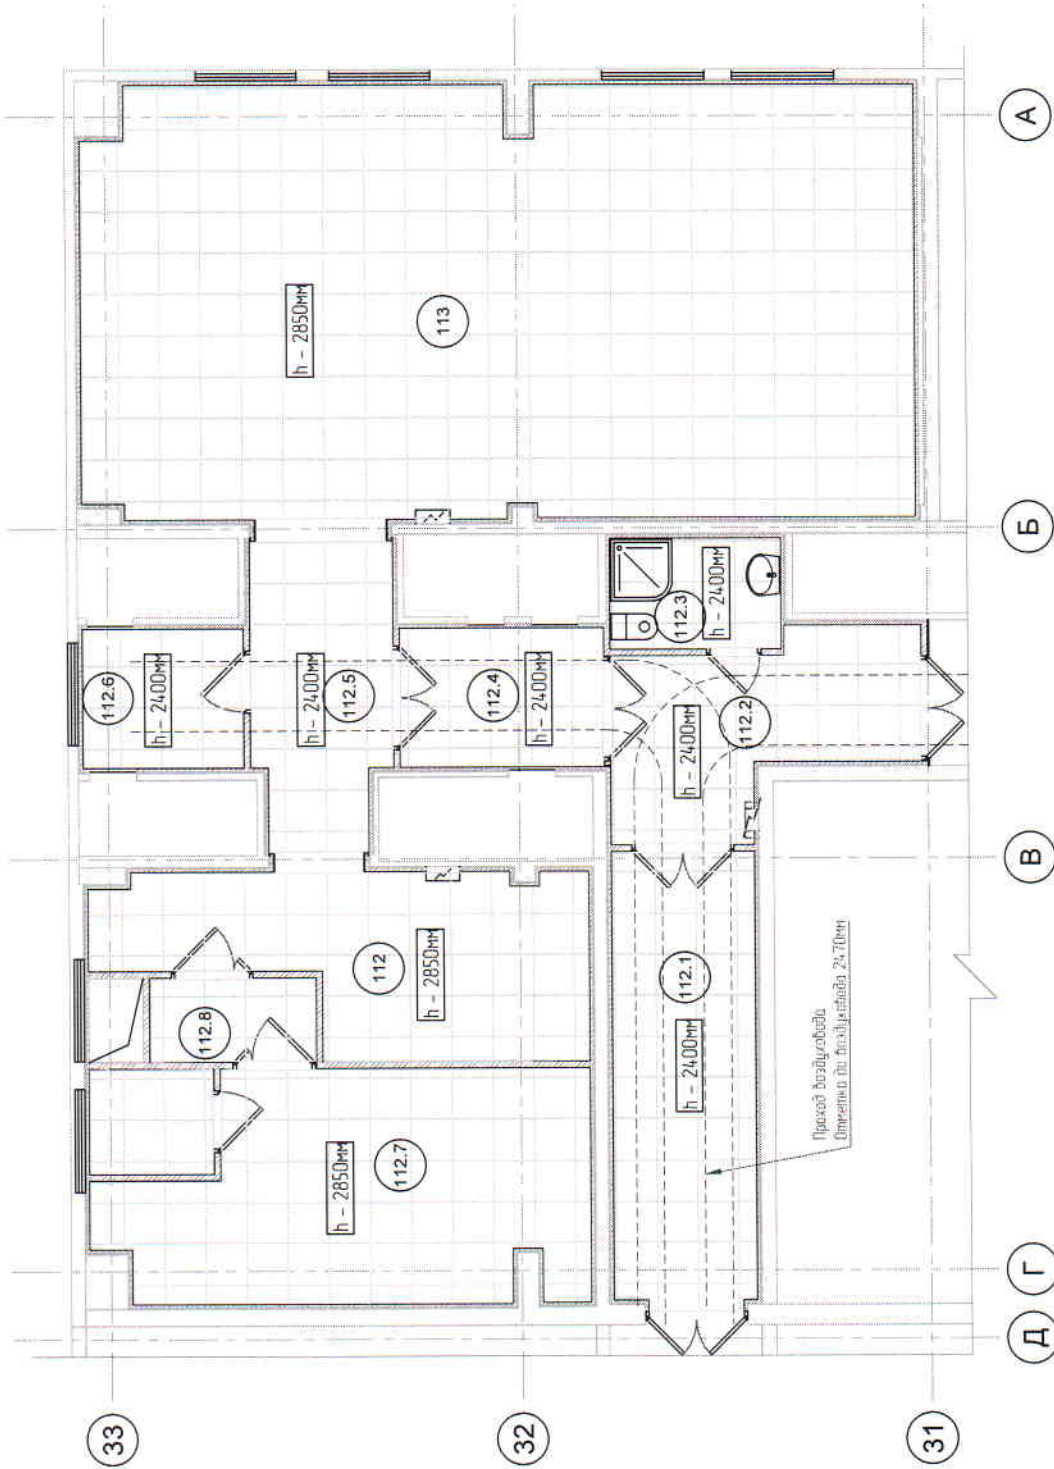 33
32
31
А
Б
В
Г
Д
112.6
h - 2400мм
h - 2400мм
112.5
112.4
h - 2400мм
h - 2850мм
113
112.3
h - 2400мм
112.2
h - 2400мм
112.8
112
h - 2850мм
h - 2850мм
112.7
112.1
h - 2400мм
Проход воздуховода
Отметка до воздуховода 2470мм